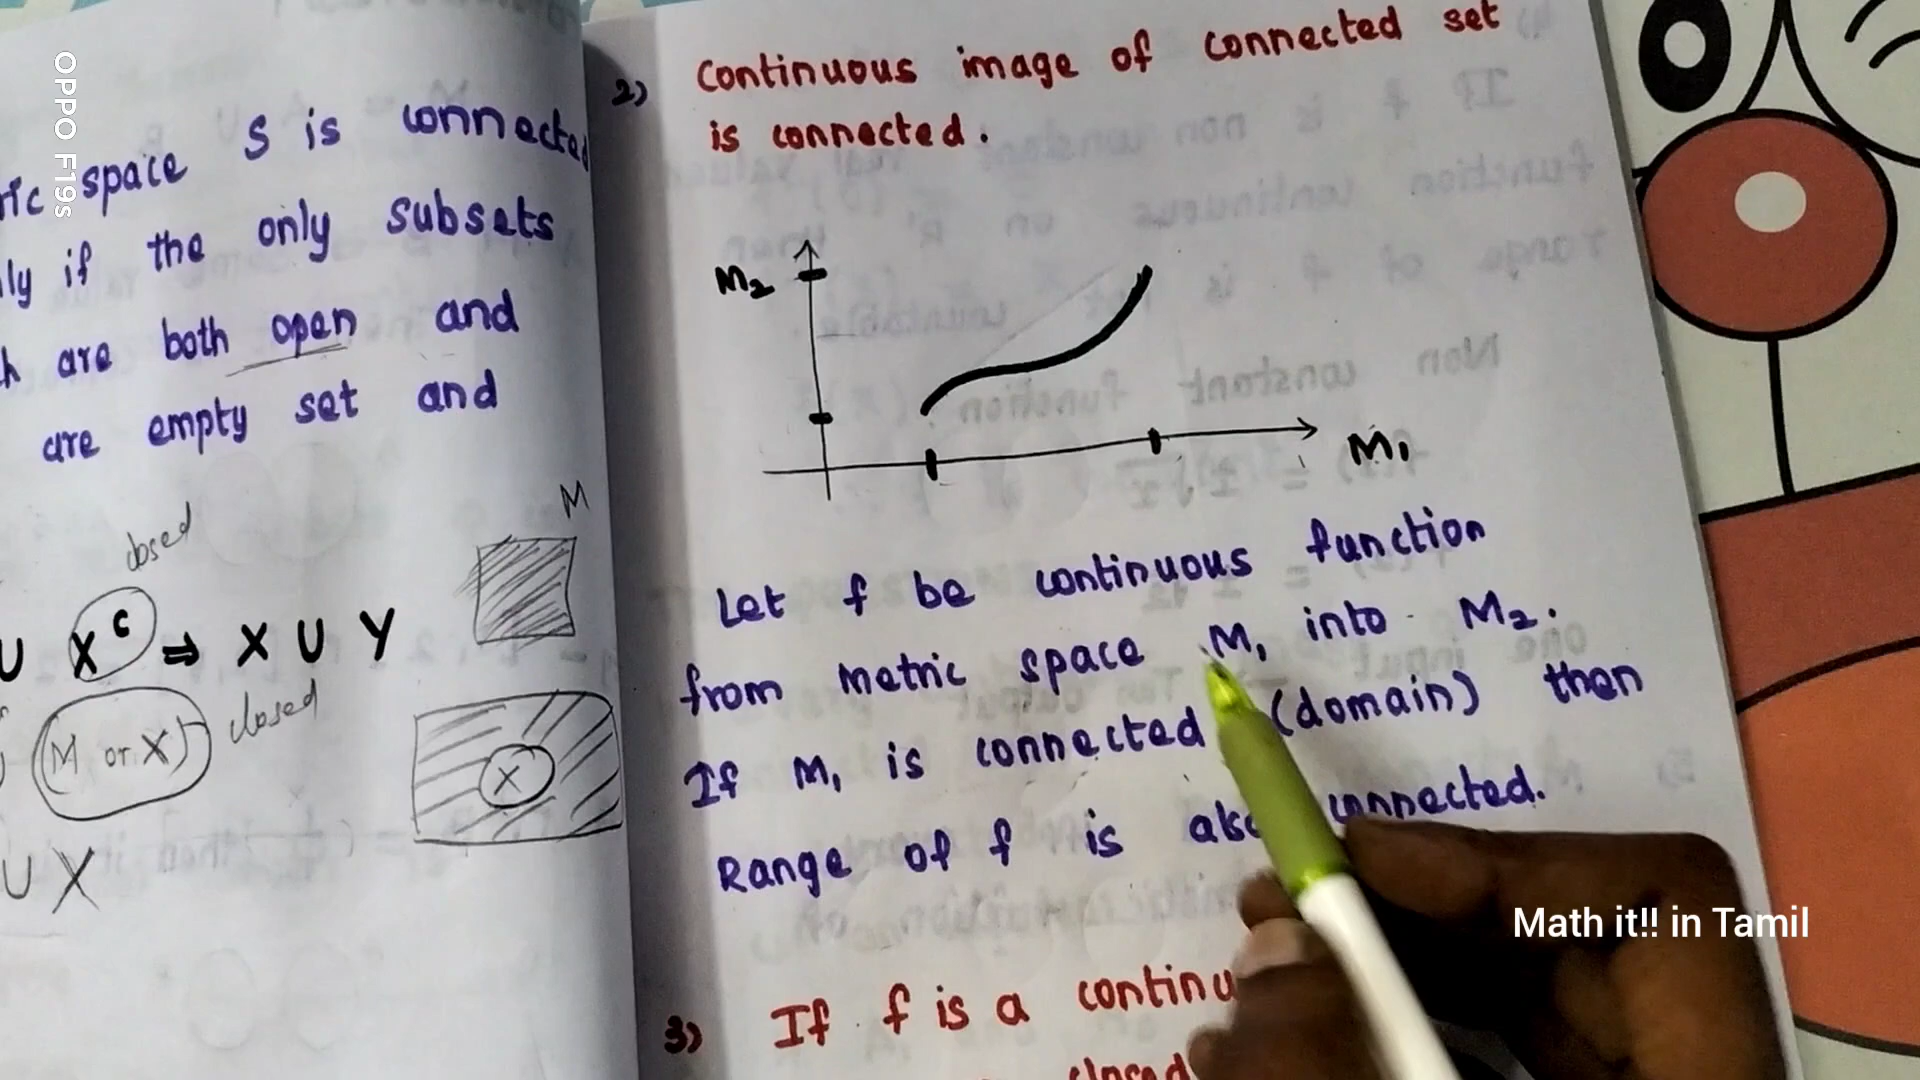 OPPO F19s
space S is connected
if the only subsets
are both open and
are empty set and
closed
M
U X^c ⇒ X U Y
(M or X) closed
X
U X
2) Continuous image of connected set
is connected.
M₂
M₁
Let f be continuous function
from metric space M₁ into M₂.
If M₁ is connected (domain) then
Range of f is also connected.
Math it!! in Tamil
3) If f is a
closed